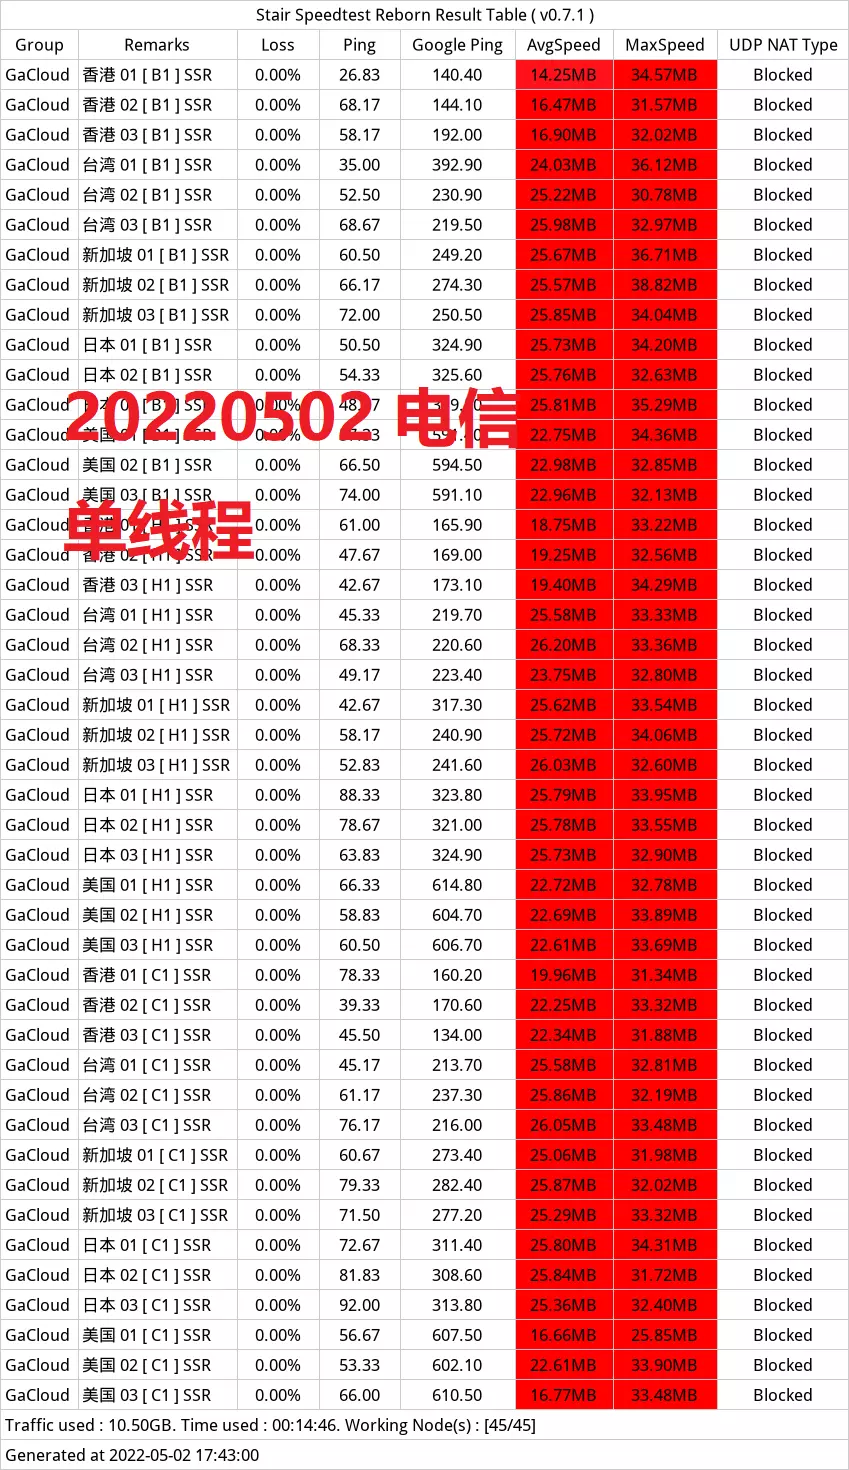 Stair Speedtest Reborn Result Table ( v0.7.1 )
Group Remarks Loss Ping Google Ping AvgSpeed MaxSpeed UDP NAT Type
GaCloud 香港 01 [ B1 ] SSR 0.00% 26.83 140.40 14.25MB 34.57MB Blocked
GaCloud 香港 02 [ B1 ] SSR 0.00% 68.17 144.10 16.47MB 31.57MB Blocked
GaCloud 香港 03 [ B1 ] SSR 0.00% 58.17 192.00 16.90MB 32.02MB Blocked
GaCloud 台湾 01 [ B1 ] SSR 0.00% 35.00 392.90 24.03MB 36.12MB Blocked
GaCloud 台湾 02 [ B1 ] SSR 0.00% 52.50 230.90 25.22MB 30.78MB Blocked
GaCloud 台湾 03 [ B1 ] SSR 0.00% 68.67 219.50 25.98MB 32.97MB Blocked
GaCloud 新加坡 01 [ B1 ] SSR 0.00% 60.50 249.20 25.67MB 36.71MB Blocked
GaCloud 新加坡 02 [ B1 ] SSR 0.00% 66.17 274.30 25.57MB 38.82MB Blocked
GaCloud 新加坡 03 [ B1 ] SSR 0.00% 72.00 250.50 25.85MB 34.04MB Blocked
GaCloud 日本 01 [ B1 ] SSR 0.00% 50.50 324.90 25.73MB 34.20MB Blocked
GaCloud 日本 02 [ B1 ] SSR 0.00% 54.33 325.60 25.76MB 32.63MB Blocked
GaCloud 日本 [ B1 ] SSR 0.00% 25.81MB 35.29MB Blocked
20220502 电信
GaCloud 美国 01 [ B1 ] SSR 0.00% 591.40 22.75MB 34.36MB Blocked
GaCloud 美国 02 [ B1 ] SSR 0.00% 66.50 594.50 22.98MB 32.85MB Blocked
GaCloud 美国 03 [ B1 ] SSR 0.00% 74.00 591.10 22.96MB 32.13MB Blocked
GaCloud 香港 01 [ H1 ] SSR 0.00% 61.00 165.90 18.75MB 33.22MB Blocked
单线程
GaCloud 香港 02 [ H1 ] SSR 0.00% 47.67 169.00 19.25MB 32.56MB Blocked
GaCloud 香港 03 [ H1 ] SSR 0.00% 42.67 173.10 19.40MB 34.29MB Blocked
GaCloud 台湾 01 [ H1 ] SSR 0.00% 45.33 219.70 25.58MB 33.33MB Blocked
GaCloud 台湾 02 [ H1 ] SSR 0.00% 68.33 220.60 26.20MB 33.36MB Blocked
GaCloud 台湾 03 [ H1 ] SSR 0.00% 49.17 223.40 23.75MB 32.80MB Blocked
GaCloud 新加坡 01 [ H1 ] SSR 0.00% 42.67 317.30 25.62MB 33.54MB Blocked
GaCloud 新加坡 02 [ H1 ] SSR 0.00% 58.17 240.90 25.72MB 34.06MB Blocked
GaCloud 新加坡 03 [ H1 ] SSR 0.00% 52.83 241.60 26.03MB 32.60MB Blocked
GaCloud 日本 01 [ H1 ] SSR 0.00% 88.33 323.80 25.79MB 33.95MB Blocked
GaCloud 日本 02 [ H1 ] SSR 0.00% 78.67 321.00 25.78MB 33.55MB Blocked
GaCloud 日本 03 [ H1 ] SSR 0.00% 63.83 324.90 25.73MB 32.90MB Blocked
GaCloud 美国 01 [ H1 ] SSR 0.00% 66.33 614.80 22.72MB 32.78MB Blocked
GaCloud 美国 02 [ H1 ] SSR 0.00% 58.83 604.70 22.69MB 33.89MB Blocked
GaCloud 美国 03 [ H1 ] SSR 0.00% 60.50 606.70 22.61MB 33.69MB Blocked
GaCloud 香港 01 [ C1 ] SSR 0.00% 78.33 160.20 19.96MB 31.34MB Blocked
GaCloud 香港 02 [ C1 ] SSR 0.00% 39.33 170.60 22.25MB 33.32MB Blocked
GaCloud 香港 03 [ C1 ] SSR 0.00% 45.50 134.00 22.34MB 31.88MB Blocked
GaCloud 台湾 01 [ C1 ] SSR 0.00% 45.17 213.70 25.58MB 32.81MB Blocked
GaCloud 台湾 02 [ C1 ] SSR 0.00% 61.17 237.30 25.86MB 32.19MB Blocked
GaCloud 台湾 03 [ C1 ] SSR 0.00% 76.17 216.00 26.05MB 33.48MB Blocked
GaCloud 新加坡 01 [ C1 ] SSR 0.00% 60.67 273.40 25.06MB 31.98MB Blocked
GaCloud 新加坡 02 [ C1 ] SSR 0.00% 79.33 282.40 25.87MB 32.02MB Blocked
GaCloud 新加坡 03 [ C1 ] SSR 0.00% 71.50 277.20 25.29MB 33.32MB Blocked
GaCloud 日本 01 [ C1 ] SSR 0.00% 72.67 311.40 25.80MB 34.31MB Blocked
GaCloud 日本 02 [ C1 ] SSR 0.00% 81.83 308.60 25.84MB 31.72MB Blocked
GaCloud 日本 03 [ C1 ] SSR 0.00% 92.00 313.80 25.36MB 32.40MB Blocked
GaCloud 美国 01 [ C1 ] SSR 0.00% 56.67 607.50 16.66MB 25.85MB Blocked
GaCloud 美国 02 [ C1 ] SSR 0.00% 53.33 602.10 22.61MB 33.90MB Blocked
GaCloud 美国 03 [ C1 ] SSR 0.00% 66.00 610.50 16.77MB 33.48MB Blocked
Traffic used : 10.50GB. Time used : 00:14:46. Working Node(s) : [45/45]
Generated at 2022-05-02 17:43:00